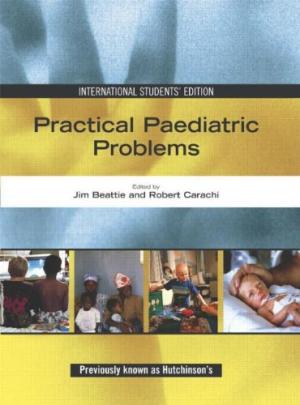 INTERNATIONAL STUDENTS' EDITION
Practical Paediatric
Problems
Edited by
Jim Beattie and Robert Carachi
Previously known as Hutchinson's